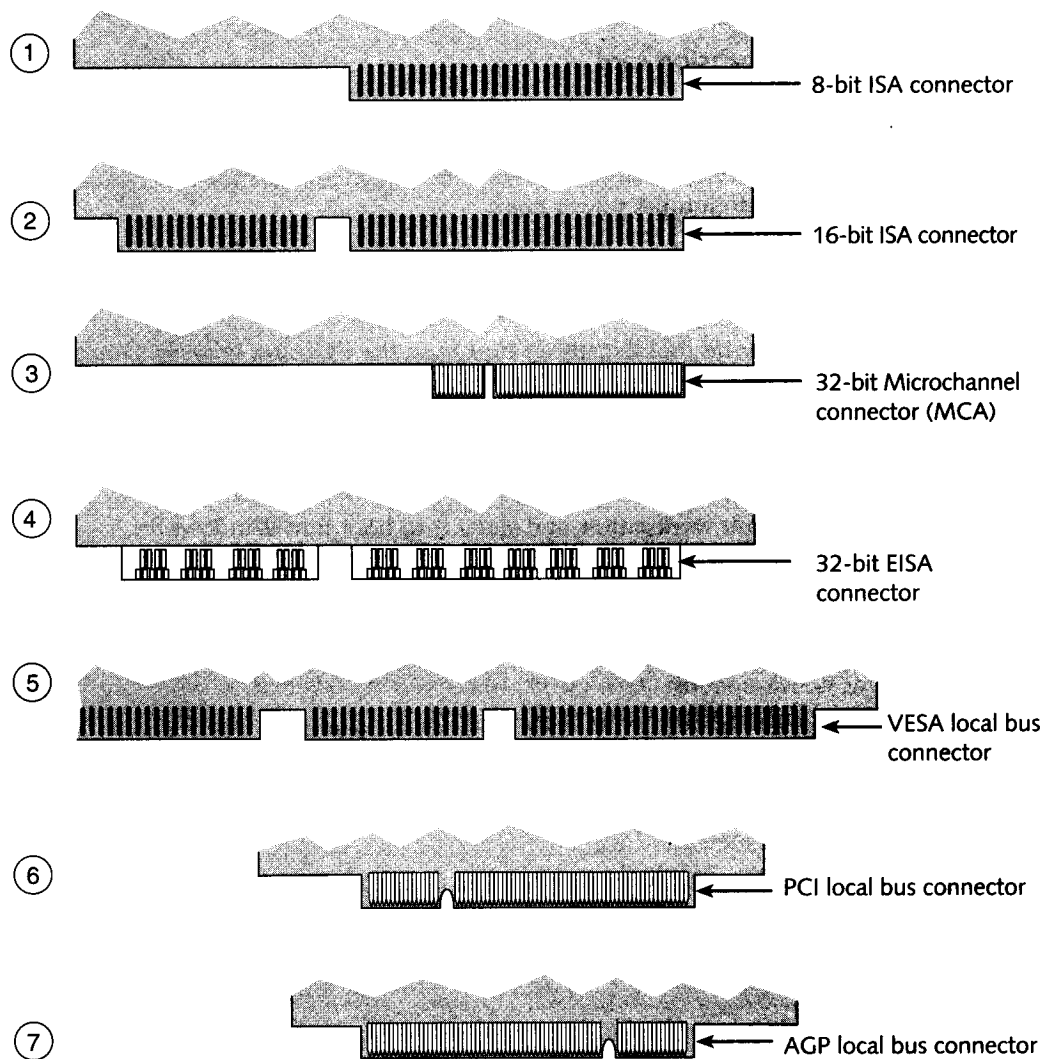 1
8-bit ISA connector
2
16-bit ISA connector
3
32-bit Microchannel
connector (MCA)
4
32-bit EISA
connector
5
VESA local bus
connector
6
PCI local bus connector
7
AGP local bus connector